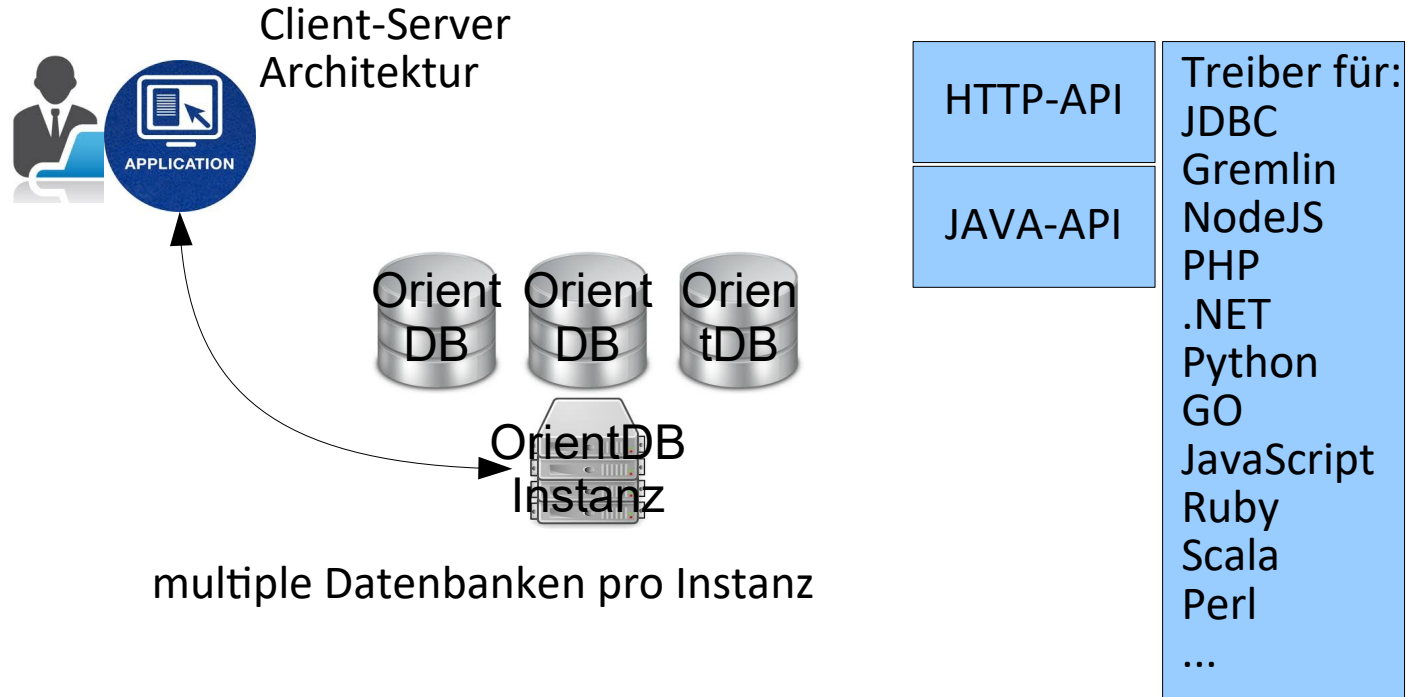 Client-Server
Architektur
APPLICATION
Orient
DB
Orient
DB
Orien
tDB
OrientDB
Instanz
multiple Datenbanken pro Instanz
HTTP-API
JAVA-API
Treiber für:
JDBC
Gremlin
NodeJS
PHP
.NET
Python
GO
JavaScript
Ruby
Scala
Perl
...